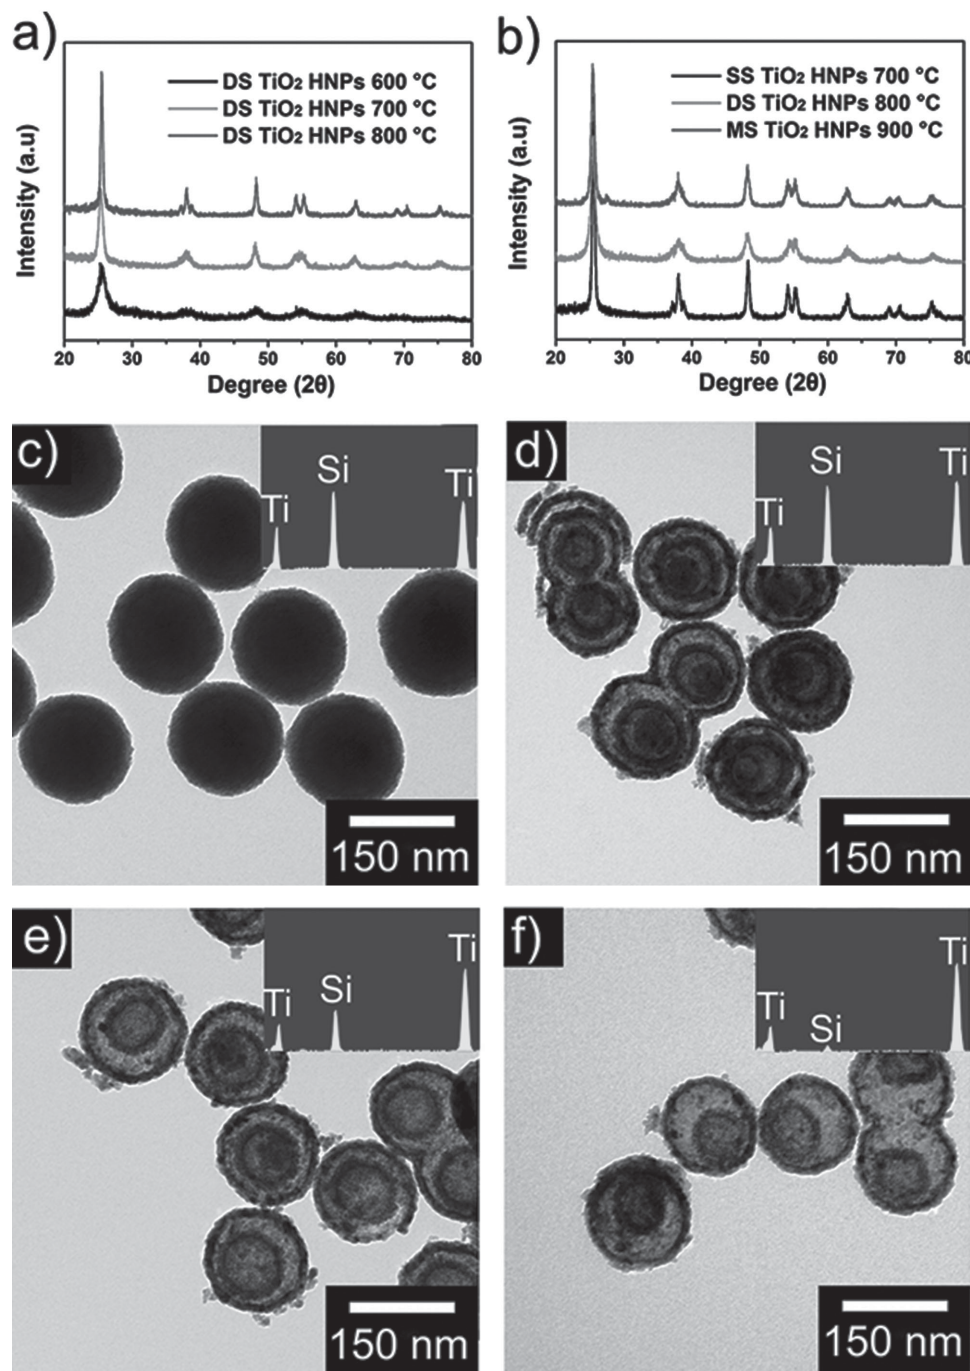 a)
DS TiO₂ HNPs 600 °C
DS TiO₂ HNPs 700 °C
DS TiO₂ HNPs 800 °C
Intensity (a.u)
20 30 40 50 60 70 80
Degree (2θ)
b)
SS TiO₂ HNPs 700 °C
DS TiO₂ HNPs 800 °C
MS TiO₂ HNPs 900 °C
Intensity (a.u)
20 30 40 50 60 70 80
Degree (2θ)
c)
Ti Si Ti
150 nm
d)
Ti Si Ti
150 nm
e)
Ti Si Ti
150 nm
f)
Ti Si Ti
150 nm